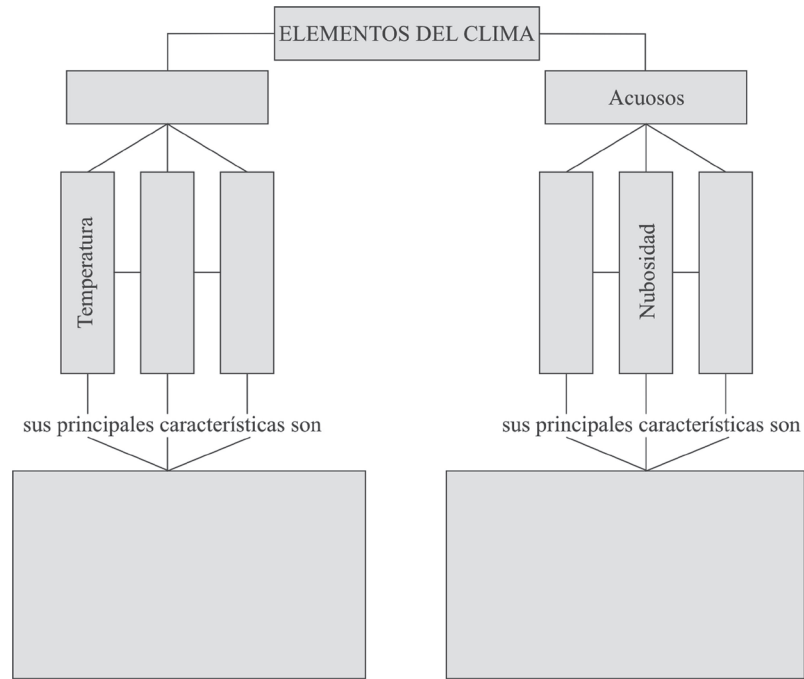 ELEMENTOS DEL CLIMA
Acuosos
Temperatura
Nubosidad
sus principales características son
sus principales características son